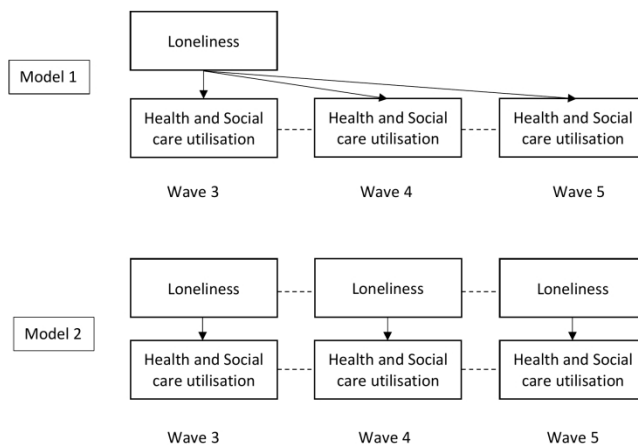 Loneliness
Model 1
Health and Social
care utilisation
Health and Social
care utilisation
Health and Social
care utilisation
Wave 3
Wave 4
Wave 5
Loneliness
Loneliness
Loneliness
Model 2
Health and Social
care utilisation
Health and Social
care utilisation
Health and Social
care utilisation
Wave 3
Wave 4
Wave 5